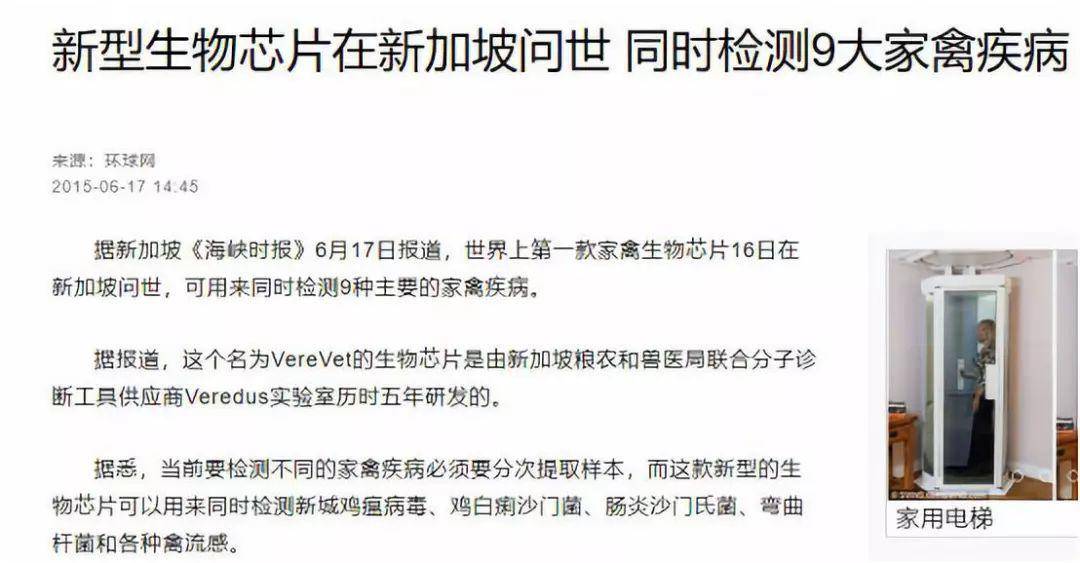 新型生物芯片在新加坡问世 同时检测9大家禽疾病
来源：环球网
2015-06-17 14:45
据新加坡《海峡时报》6月17日报道，世界上第一款家禽生物芯片16日在
新加坡问世，可用来同时检测9种主要的家禽疾病。
据报道，这个名为VereVet的生物芯片是由新加坡粮农和兽医局联合分子诊
断工具供应商Veredus实验室历时五年研发的。
据悉，当前要检测不同的家禽疾病必须要分次提取样本，而这款新型的生
物芯片可以用来同时检测新城鸡瘟病毒、鸡白痢沙门菌、肠炎沙门氏菌、弯曲
杆菌和各种禽流感。
家用电梯